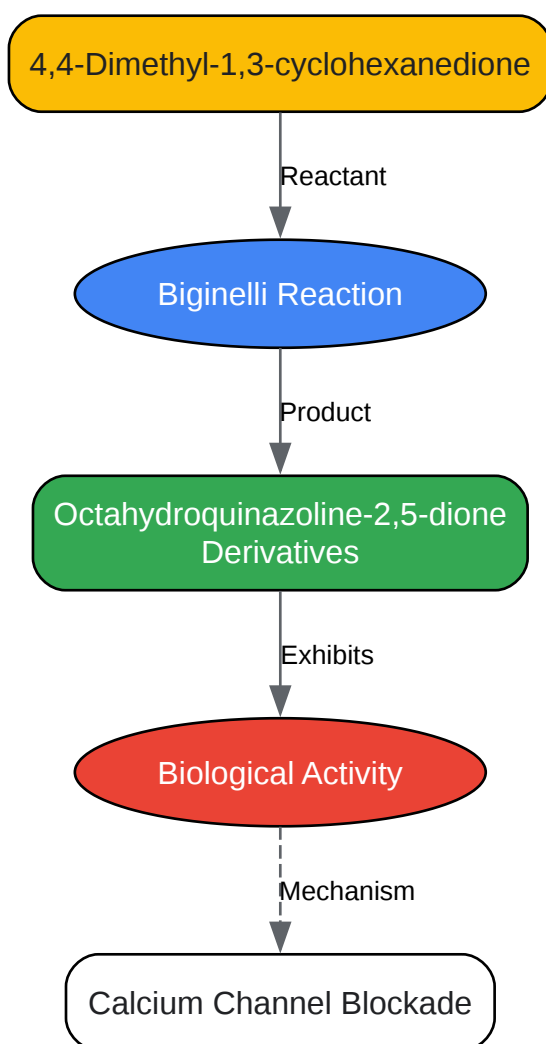 4,4-Dimethyl-1,3-cyclohexanedione
Reactant
Biginelli Reaction
Product
Octahydroquinazoline-2,5-dione
Derivatives
Exhibits
Biological Activity
Mechanism
Calcium Channel Blockade